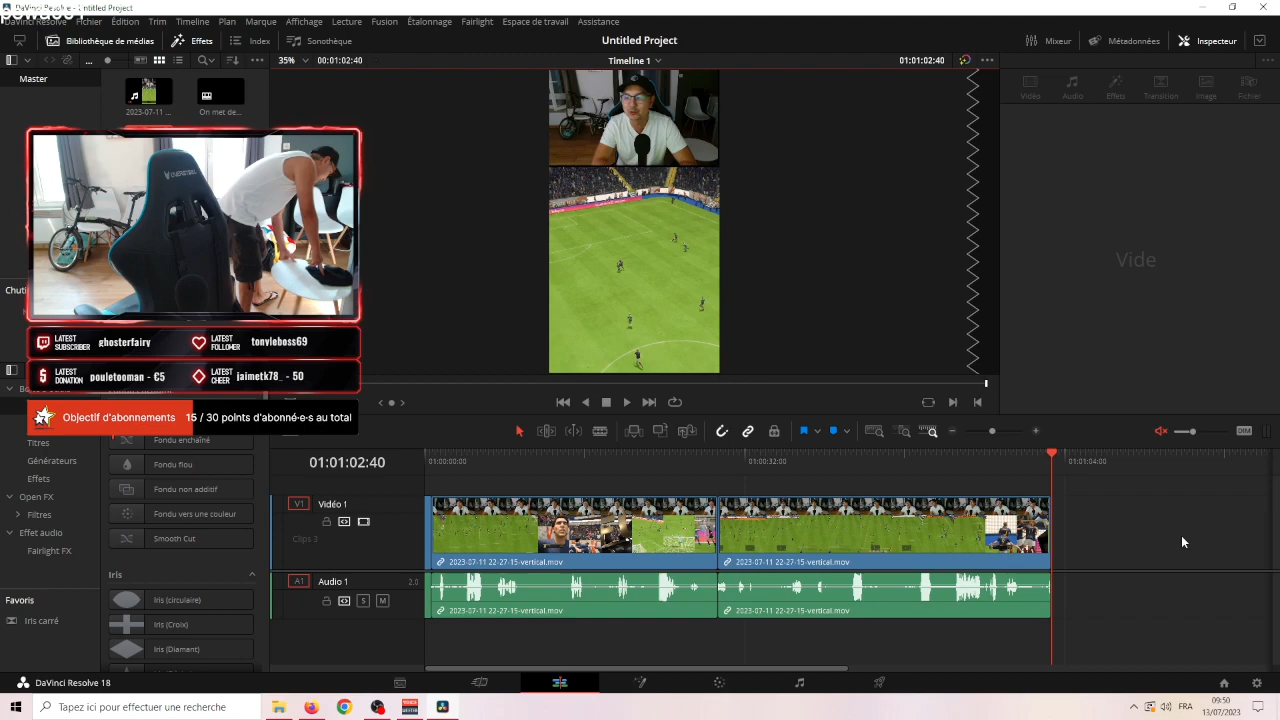 DaVinci Resolve - Untitled Project
DaVinci Resolve Fichier Édition Trim Timeline Plan Marque Affichage Lecture Fusion Étalonnage Fairlight Espace de travail Assistance
Bibliothèque de médias Effets Index Sonothèque Untitled Project Mixeur Métadonnées Inspecteur
35% 00:01:02:40 Timeline 1 01:01:02:40
Master
Vidéo Audio Effets Transition Image Fichier
2023-07-11 ... On met de...
Vide
Chuti
LATEST SUBSCRIBER ghosterfairy LATEST FOLLOWER tonyleboss69
LATEST DONATION pouletooman - €5 LATEST CHEER jaimetk78_ - 50
Objectif d'abonnements 15 / 30 points d'abonné·e·s au total
Titres
Générateurs
Effets
Open FX
Filtres
Effet audio
Fairlight FX
Favoris
Iris carré
Fondu enchaîné
Fondu flou
Fondu non additif
Fondu vers une couleur
Smooth Cut
Iris
Iris (circulaire)
Iris (Croix)
Iris (Diamant)
DIM
01:01:02:40
01:00:00:00 01:00:32:00 01:01:04:00
V1 Vidéo 1
Clips 3
2023-07-11 22-27-15-vertical.mov 2023-07-11 22-27-15-vertical.mov
A1 Audio 1 2.0
S M
2023-07-11 22-27-15-vertical.mov 2023-07-11 22-27-15-vertical.mov
DaVinci Resolve 18
Tapez ici pour effectuer une recherche
FRA
09:50
13/07/2023